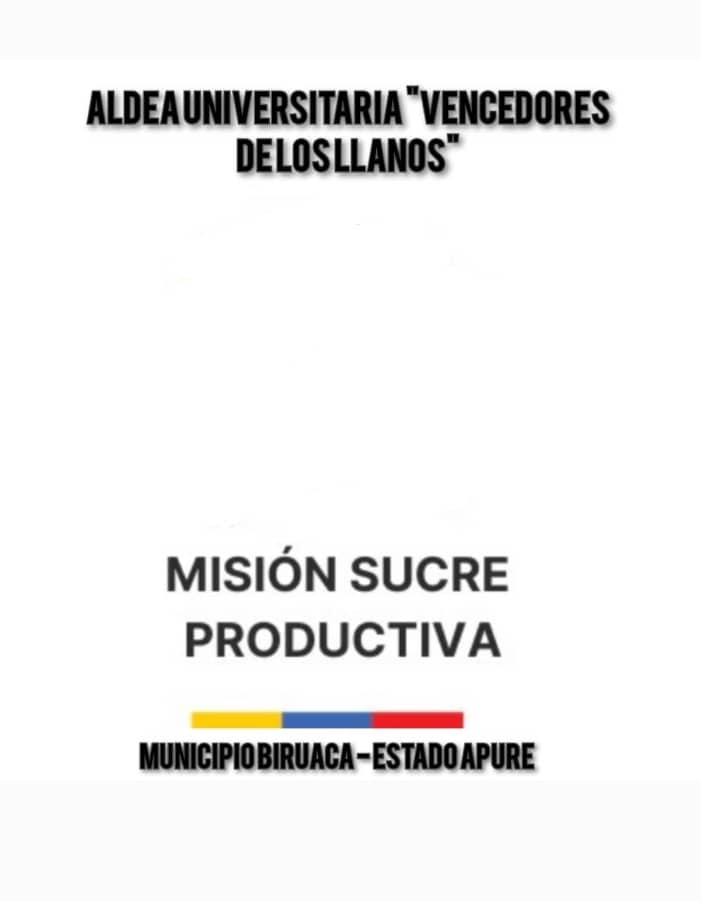 ALDEA UNIVERSITARIA "VENCEDORES
DE LOS LLANOS"
MISIÓN SUCRE
PRODUCTIVA
MUNICIPIO BIRUACA - ESTADO APURE